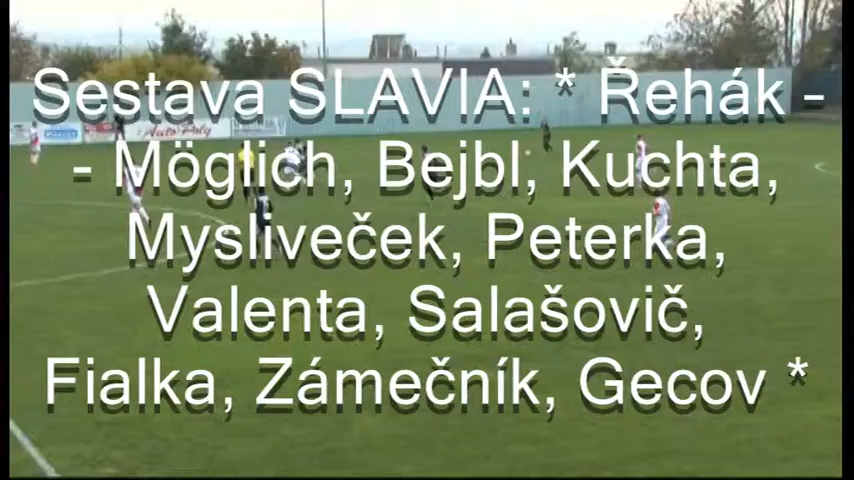 Sestava SLAVIA: * Řehák -
- Möglich, Bejbl, Kuchta,
Mysliveček, Peterka,
Valenta, Salašovič,
Fialka, Zámečník, Gecov *